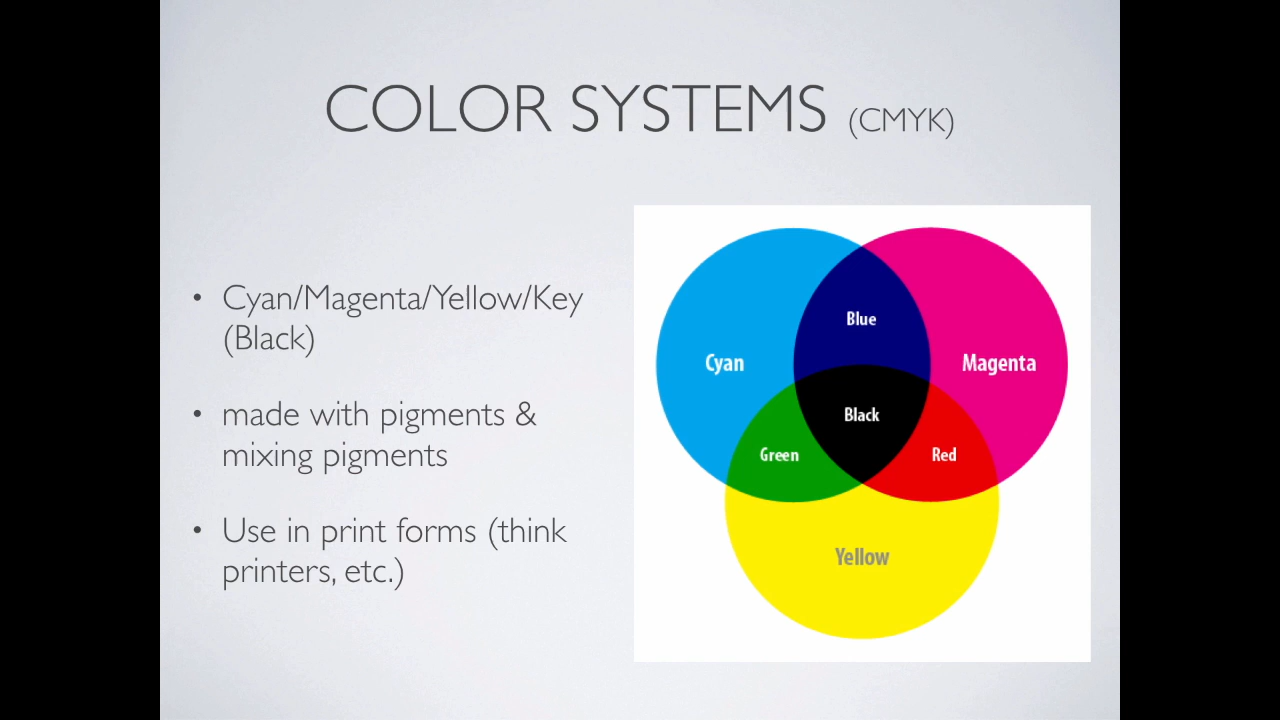 COLOR SYSTEMS (CMYK)
• Cyan/Magenta/Yellow/Key
(Black)
• made with pigments &
mixing pigments
• Use in print forms (think
printers, etc.)
Blue
Cyan
Magenta
Black
Green
Red
Yellow